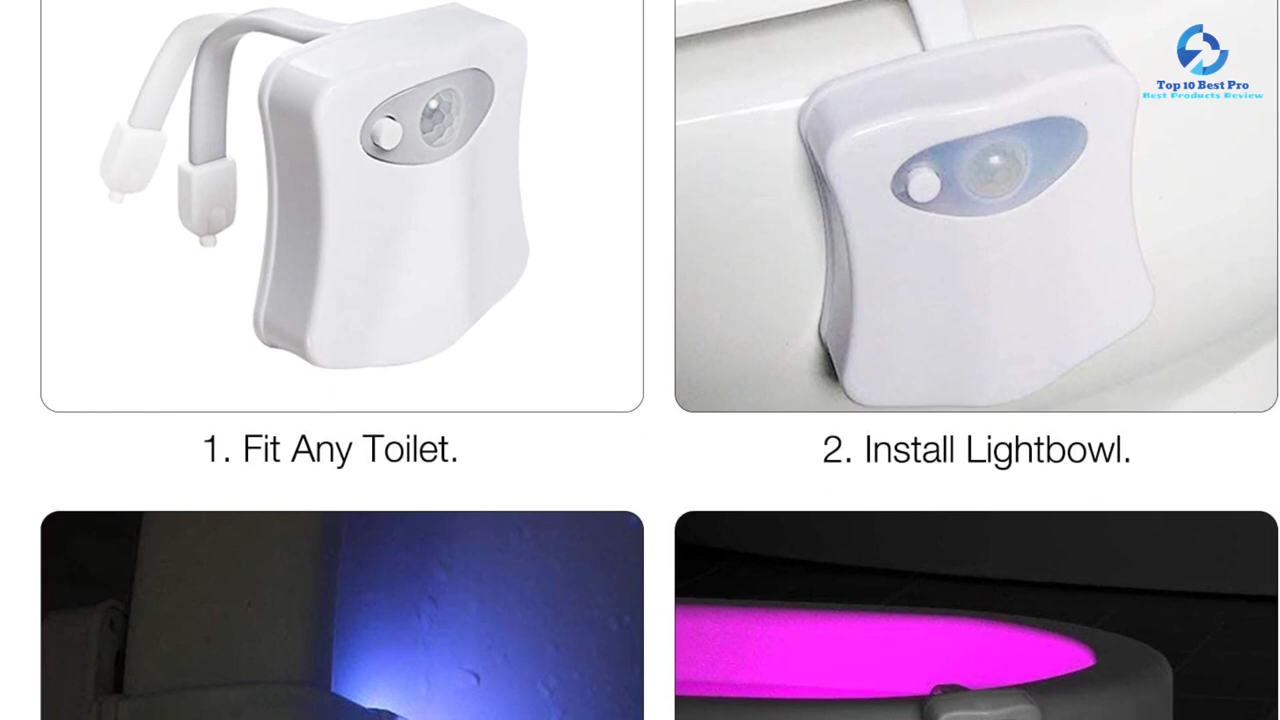 Top 10 Best Pro
Best Products Review
1. Fit Any Toilet.
2. Install Lightbowl.